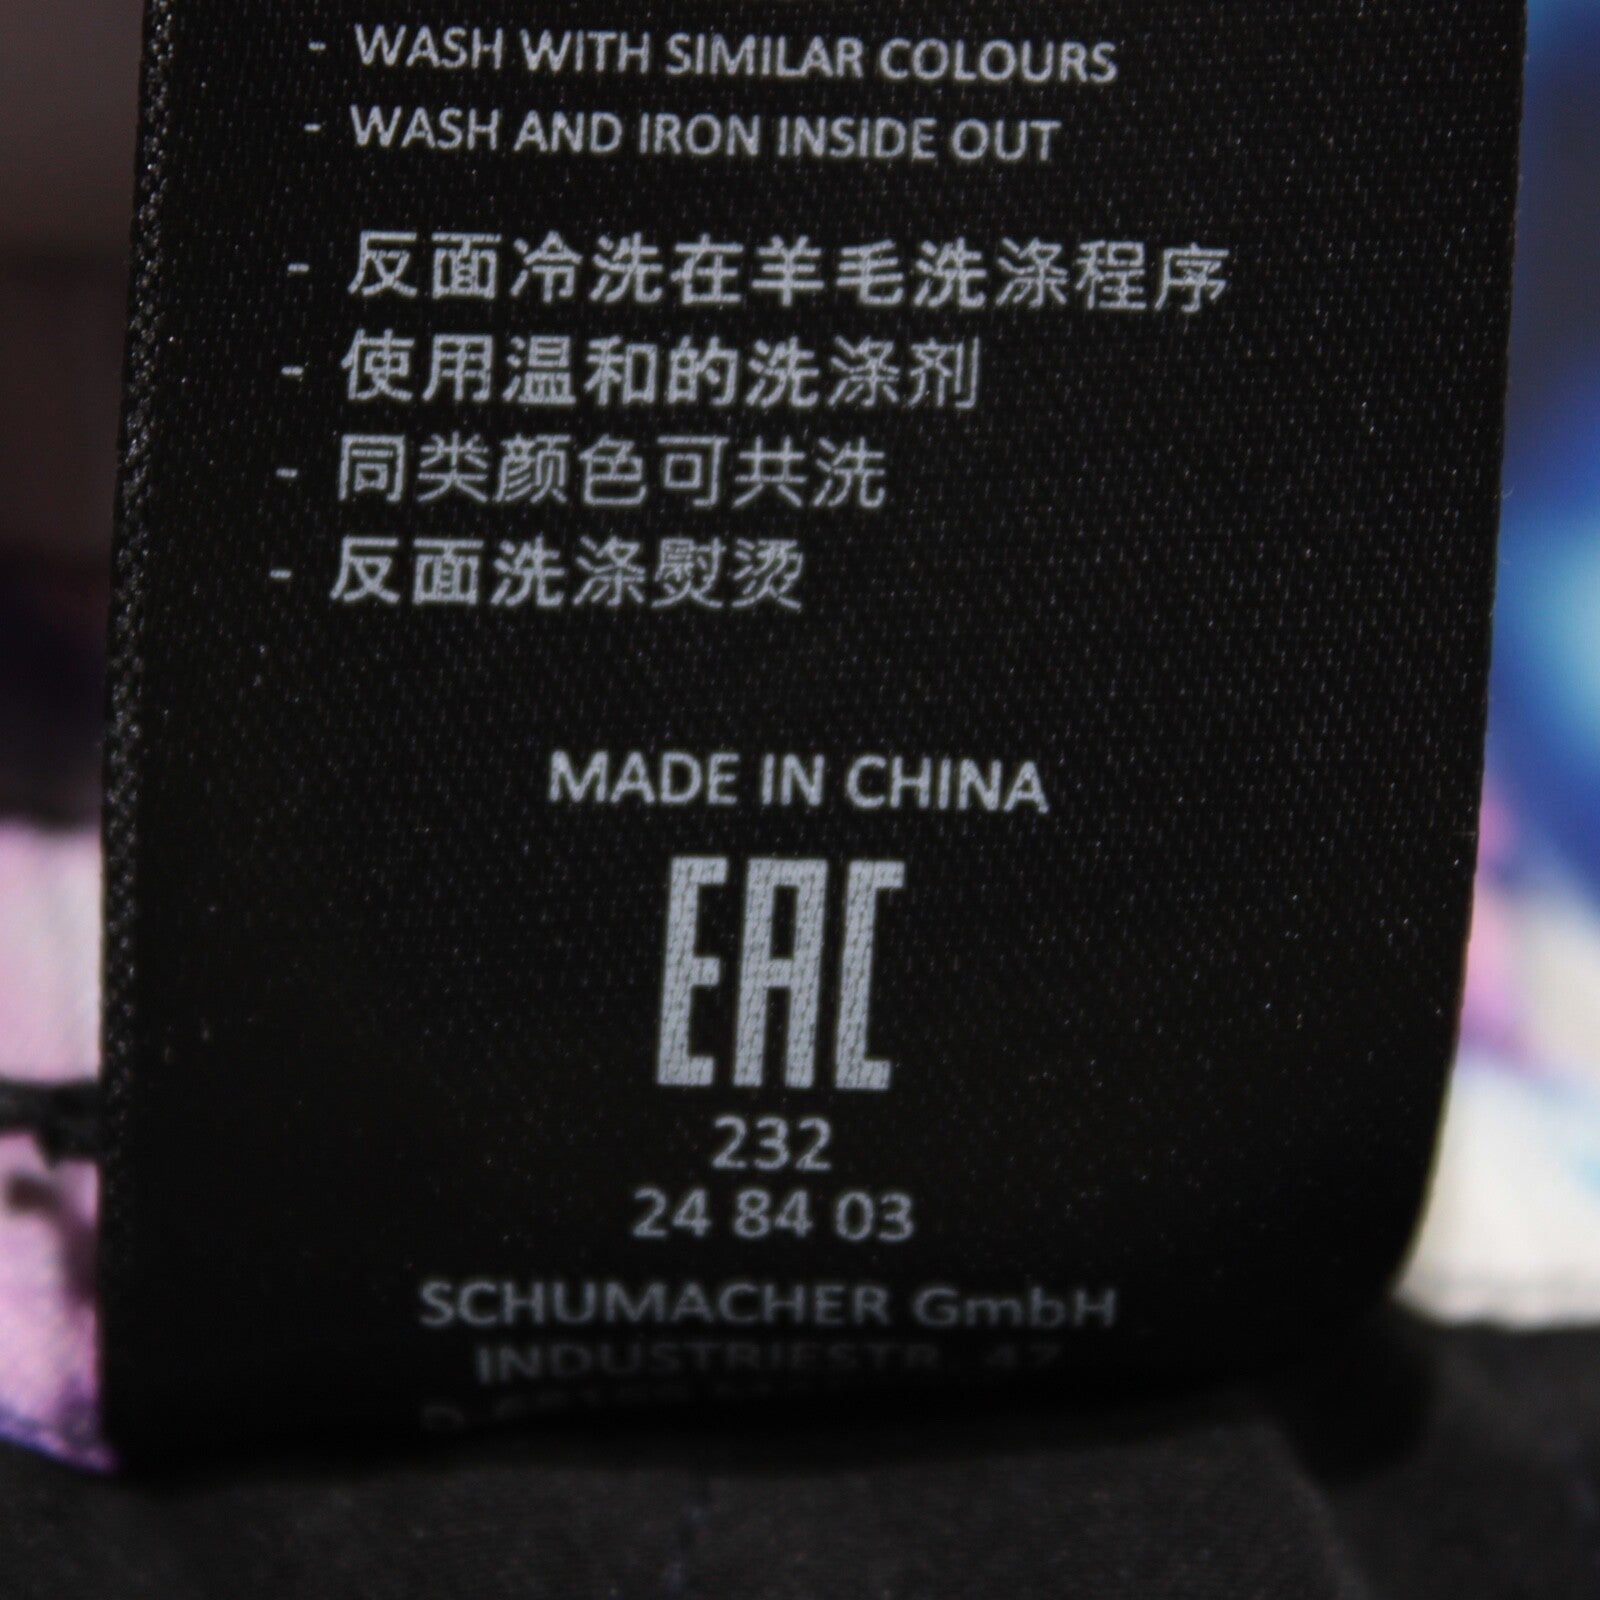 - WASH WITH SIMILAR COLOURS
- WASH AND IRON INSIDE OUT
- 反面冷洗在羊毛洗涤程序
- 使用温和的洗涤剂
- 同类颜色可共洗
- 反面洗涤熨烫
MADE IN CHINA
EAC
232
24 84 03
SCHUMACHER GmbH
INDUSTRIESTR. 47